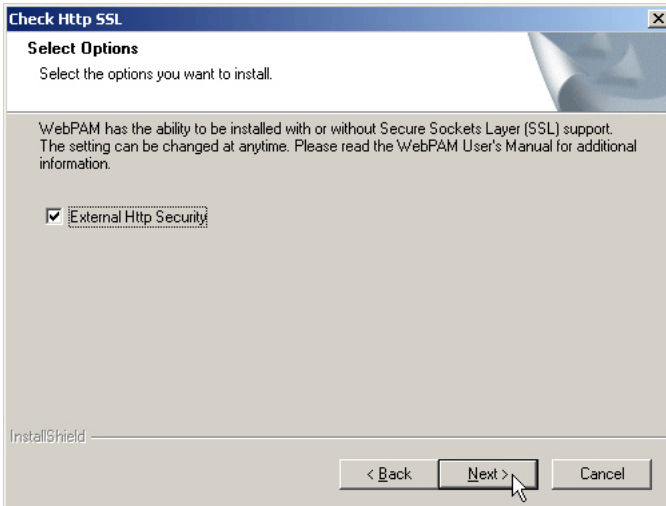 Check Http SSL
Select Options
Select the options you want to install.
WebPAM has the ability to be installed with or without Secure Sockets Layer (SSL) support.
The setting can be changed at anytime. Please read the WebPAM User's Manual for additional
information.
External Http Security
InstallShield
< Back Next > Cancel